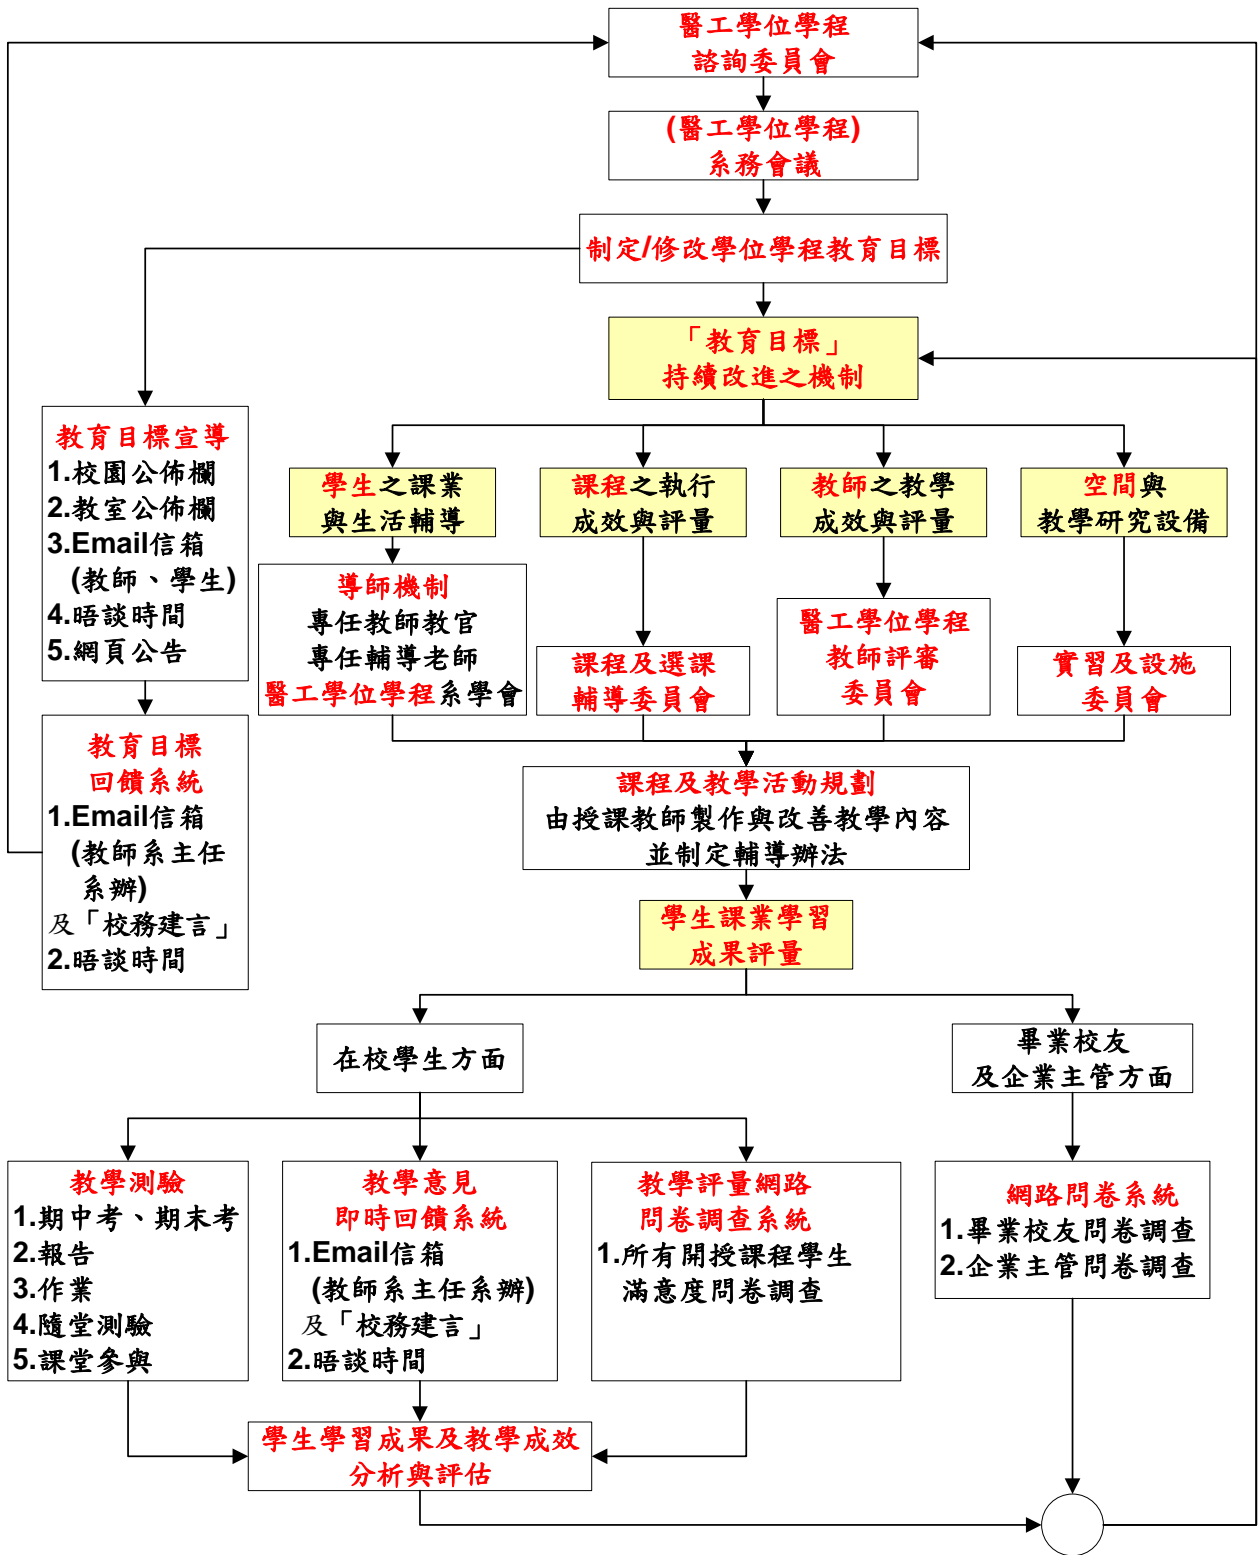 醫工學位學程
諮詢委員會
(醫工學位學程)
系務會議
制定/修改學位學程教育目標
「教育目標」
持續改進之機制
教育目標宣導
1.校園公佈欄
2.教室公佈欄
3.Email信箱
(教師、學生)
4.晤談時間
5.網頁公告
教育目標
回饋系統
1.Email信箱
(教師系主任
系辦)
及「校務建言」
2.晤談時間
學生之課業
與生活輔導
課程之執行
成效與評量
教師之教學
成效與評量
空間與
教學研究設備
導師機制
專任教師教官
專任輔導老師
醫工學位學程系學會
課程及選課
輔導委員會
醫工學位學程
教師評審
委員會
實習及設施
委員會
課程及教學活動規劃
由授課教師製作與改善教學內容
並制定輔導辦法
學生課業學習
成果評量
在校學生方面
畢業校友
及企業主管方面
教學測驗
1.期中考、期末考
2.報告
3.作業
4.隨堂測驗
5.課堂參與
教學意見
即時回饋系統
1.Email信箱
(教師系主任系辦)
及「校務建言」
2.晤談時間
教學評量網路
問卷調查系統
1.所有開授課程學生
滿意度問卷調查
網路問卷系統
1.畢業校友問卷調查
2.企業主管問卷調查
學生學習成果及教學成效
分析與評估